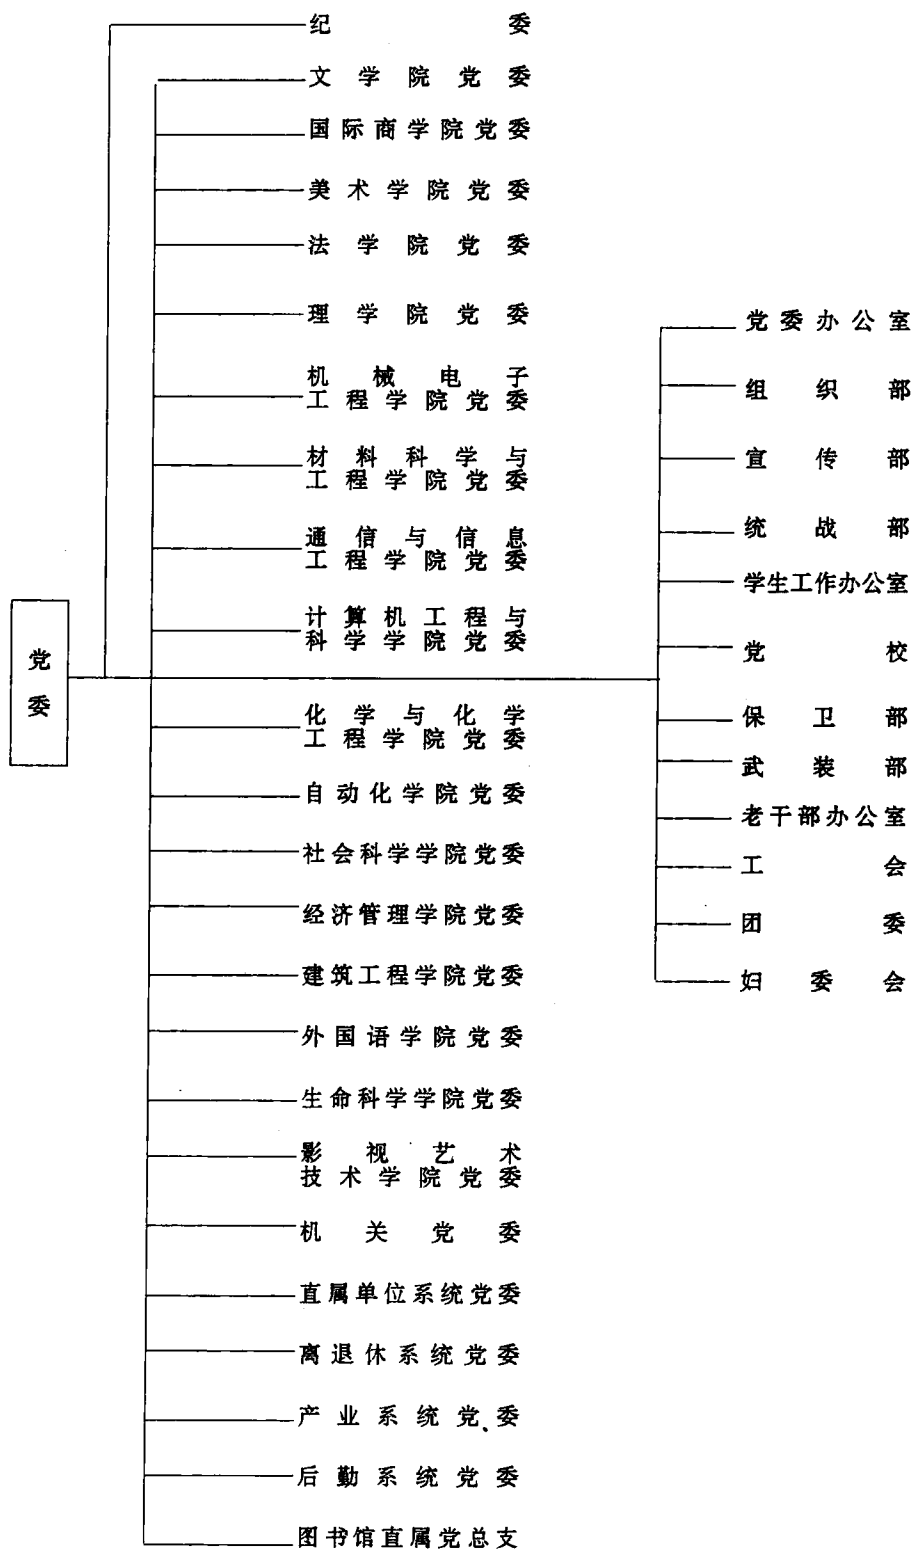 纪委
文学院党委
国际商学院党委
美术学院党委
法学院党委
理学院党委
机械电子
工程学院党委
材料科学与
工程学院党委
通信与信息
工程学院党委
计算机工程与
科学学院党委
党委
化学与化学
工程学院党委
自动化学院党委
社会科学学院党委
经济管理学院党委
建筑工程学院党委
外国语学院党委
生命科学学院党委
影视艺术
技术学院党委
机关党委
直属单位系统党委
离退休系统党委
产业系统党委
后勤系统党委
图书馆直属党总支
党委办公室
组织部
宣传部
统战部
学生工作办公室
党校
保卫部
武装部
老干部办公室
工会
团委
妇委会